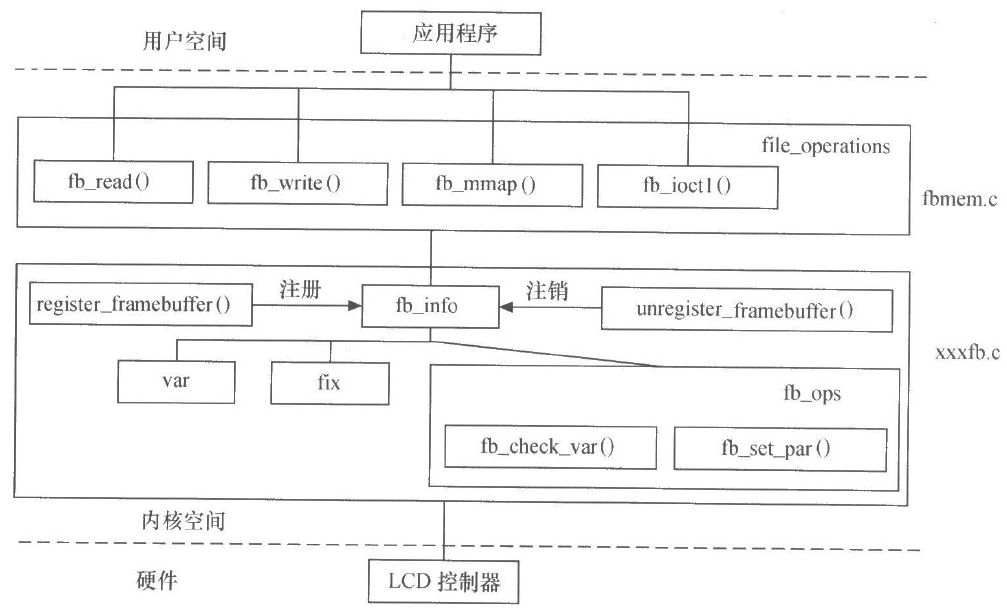 应用程序
用户空间
file_operations
fb_read()
fb_write()
fb_mmap()
fb_ioct1()
fbmem.c
register_framebuffer()
注册
fb_info
注销
unregister_framebuffer()
xxxfb.c
var
fix
fb_ops
fb_check_var()
fb_set_par()
内核空间
硬件
LCD 控制器